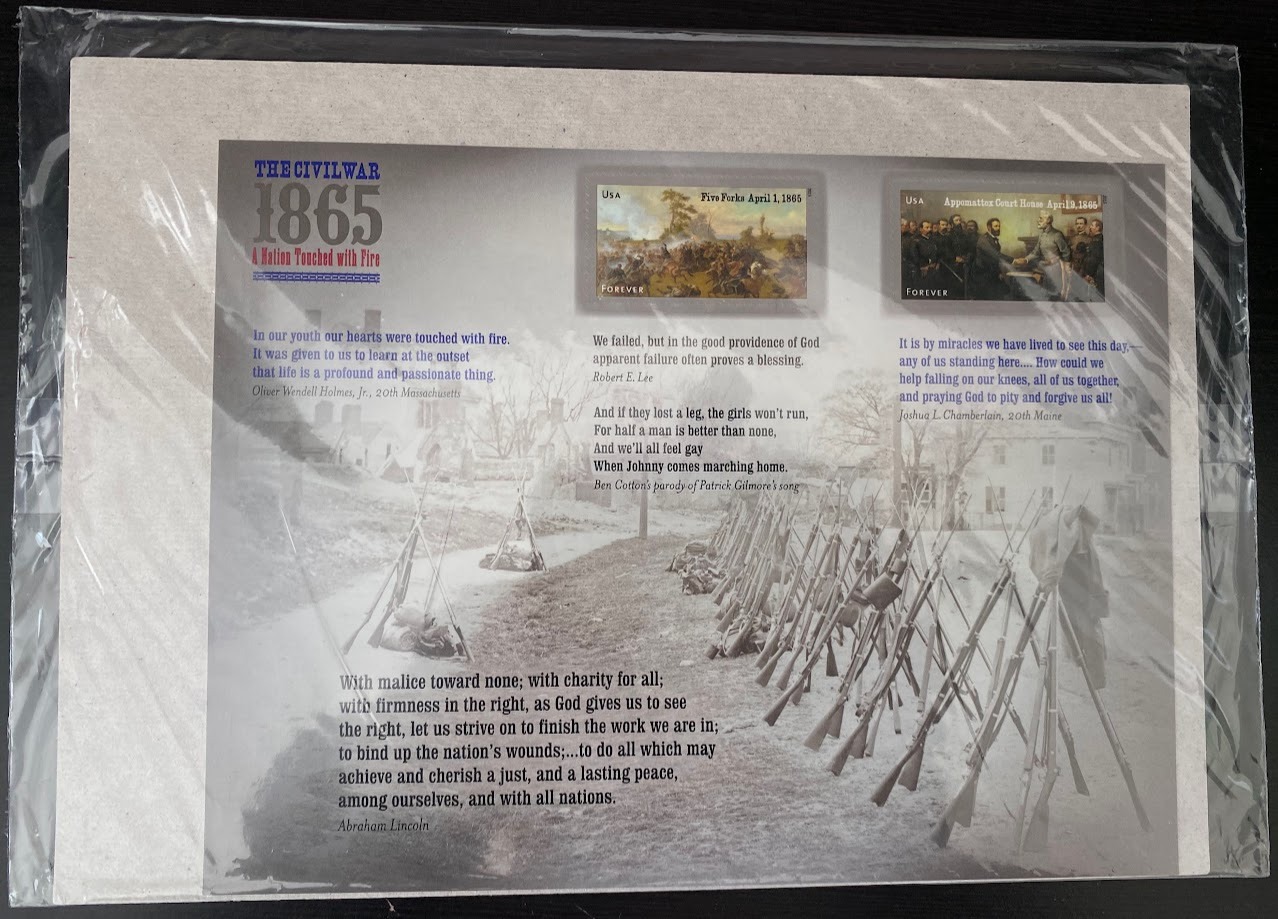 THE CIVIL WAR
1865
A Nation Touched with Fire
USA
Five Forks April 1, 1865
FOREVER
USA
Appomattox Court House April 9, 1865
FOREVER
In our youth our hearts were touched with fire.
It was given to us to learn at the outset
that life is a profound and passionate thing.
Oliver Wendell Holmes, Jr., 20th Massachusetts
We failed, but in the good providence of God
apparent failure often proves a blessing.
Robert E. Lee
And if they lost a leg, the girls won't run,
For half a man is better than none,
And we'll all feel gay
When Johnny comes marching home.
Ben Cotton's parody of Patrick Gilmore's song
It is by miracles we have lived to see this day,—
any of us standing here.... How could we
help falling on our knees, all of us together,
and praying God to pity and forgive us all!
Joshua L. Chamberlain, 20th Maine
With malice toward none; with charity for all;
with firmness in the right, as God gives us to see
the right, let us strive on to finish the work we are in;
to bind up the nation's wounds;...to do all which may
achieve and cherish a just, and a lasting peace,
among ourselves, and with all nations.
Abraham Lincoln